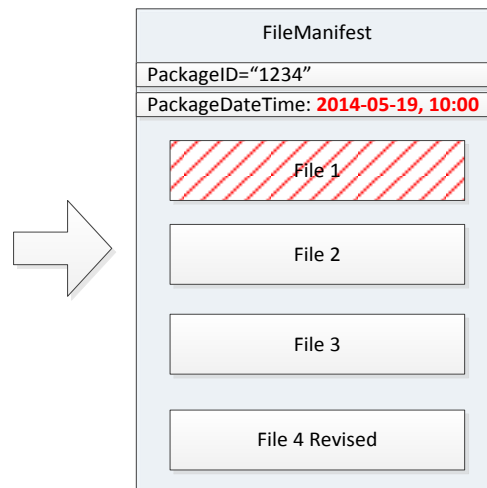 FileManifest
PackageID=“1234”
PackageDateTime: 2014-05-19, 10:00
File 1
File 2
File 3
File 4 Revised